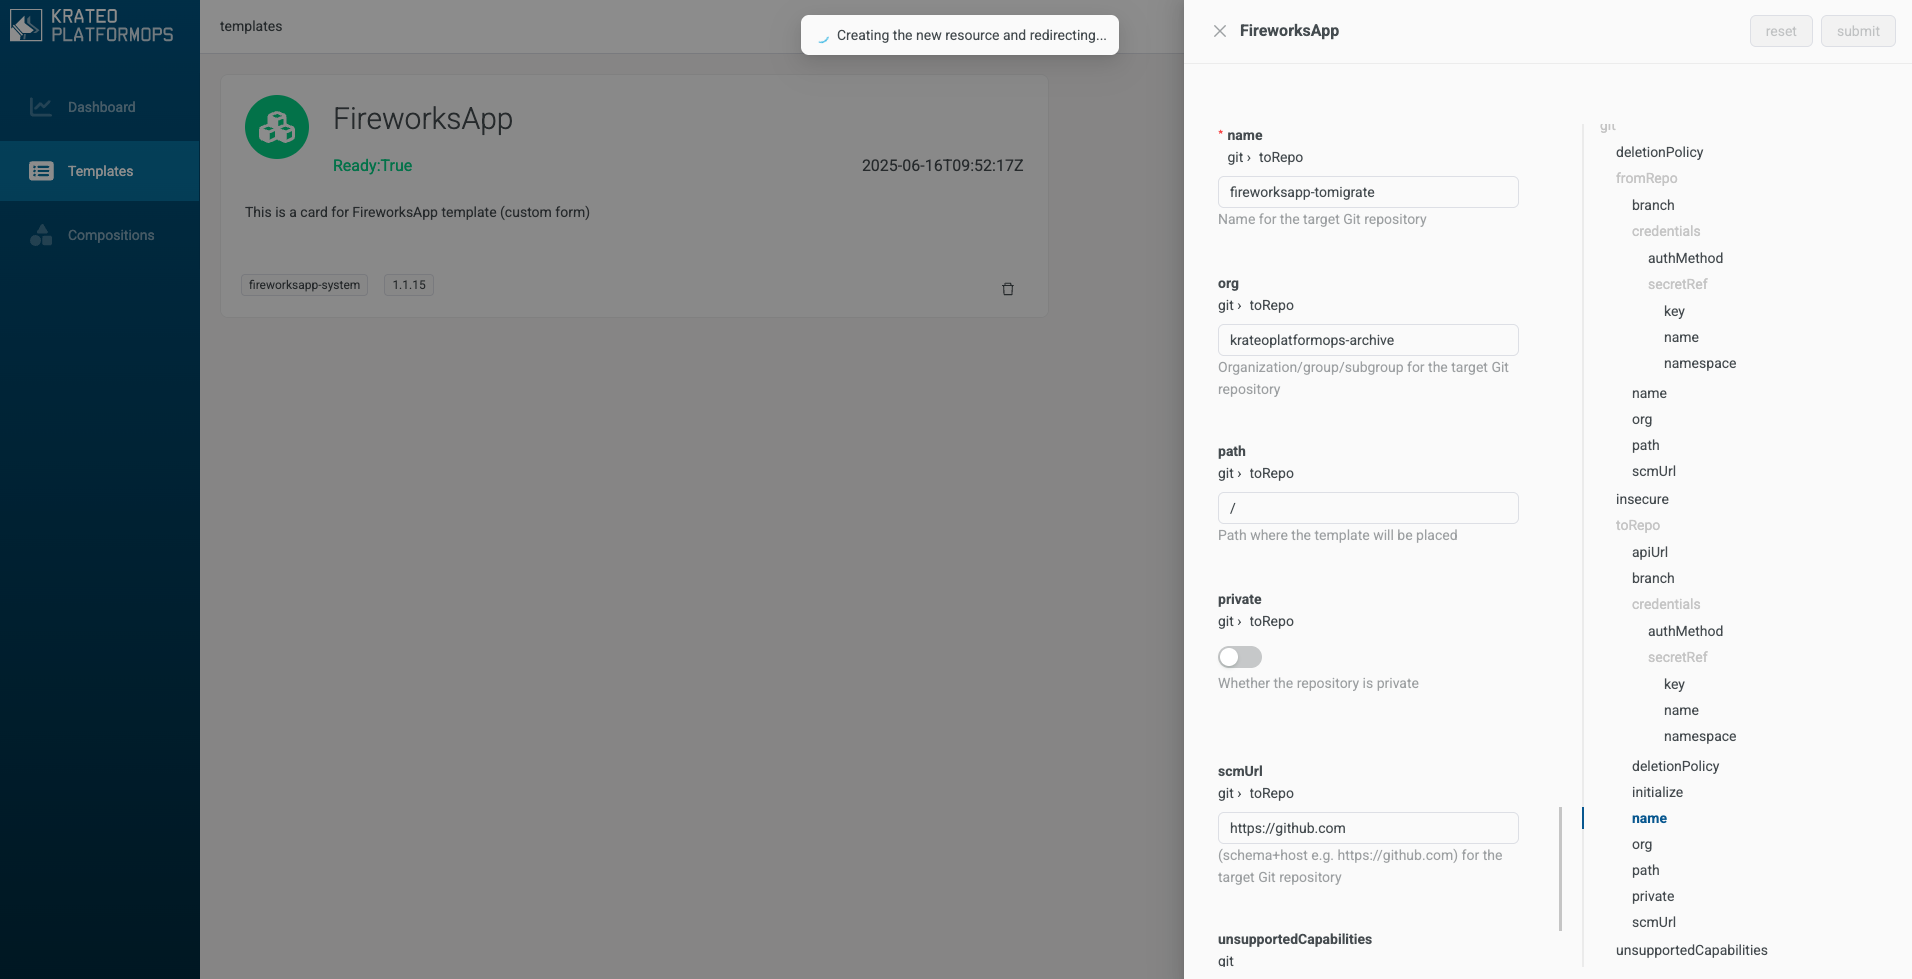 KRATEO
PLATFORMOPS
Dashboard
Templates
Compositions
templates
Creating the new resource and redirecting...
FireworksApp
Ready:True
2025-06-16T09:52:17Z
This is a card for FireworksApp template (custom form)
fireworksapp-system
1.1.15
FireworksApp
reset
submit
* name
git › toRepo
fireworksapp-tomigrate
Name for the target Git repository
org
git › toRepo
krateoplatformops-archive
Organization/group/subgroup for the target Git
repository
path
git › toRepo
/
Path where the template will be placed
private
git › toRepo
Whether the repository is private
scmUrl
git › toRepo
https://github.com
(schema+host e.g. https://github.com) for the
target Git repository
unsupportedCapabilities
git
git
deletionPolicy
fromRepo
branch
credentials
authMethod
secretRef
key
name
namespace
name
org
path
scmUrl
insecure
toRepo
apiUrl
branch
credentials
authMethod
secretRef
key
name
namespace
deletionPolicy
initialize
name
org
path
private
scmUrl
unsupportedCapabilities